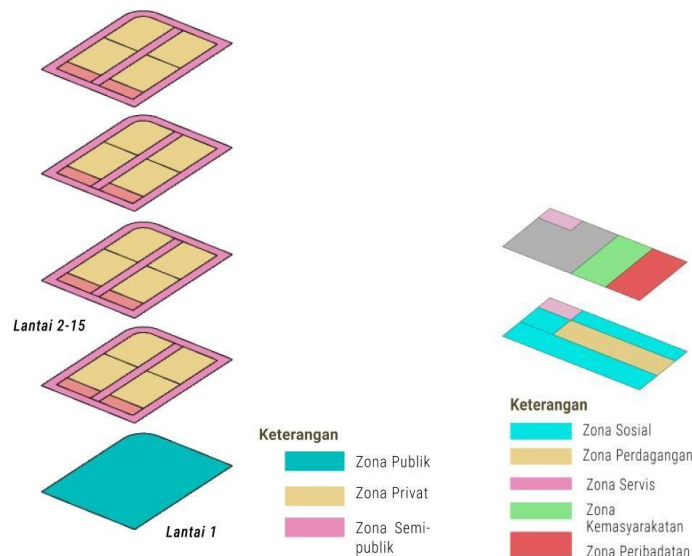 Lantai 2-15
Lantai 1
Keterangan
Zona Publik
Zona Privat
Zona Semi-
publik
Keterangan
Zona Sosial
Zona Perdagangan
Zona Servis
Zona
Kemasyarakatan
Zona Peribadatan